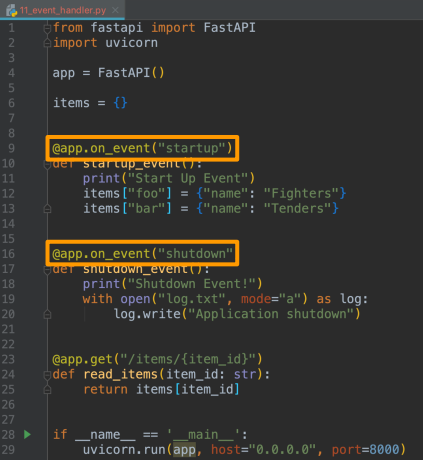 11_event_handler.py ×
1 from fastapi import FastAPI
2 import uvicorn
3
4 app = FastAPI()
5
6 items = {}
7
8
9 @app.on_event("startup")
10 def startup_event():
11 print("Start Up Event")
12 items["foo"] = {"name": "Fighters"}
13 items["bar"] = {"name": "Tenders"}
14
15
16 @app.on_event("shutdown"
17 def shutdown_event():
18 print("Shutdown Event!")
19 with open("log.txt", mode="a") as log:
20 log.write("Application shutdown")
21
22
23 @app.get("/items/{item_id}")
24 def read_items(item_id: str):
25 return items[item_id]
26
27
28 if __name__ == '__main__':
29 uvicorn.run(app, host="0.0.0.0", port=8000)